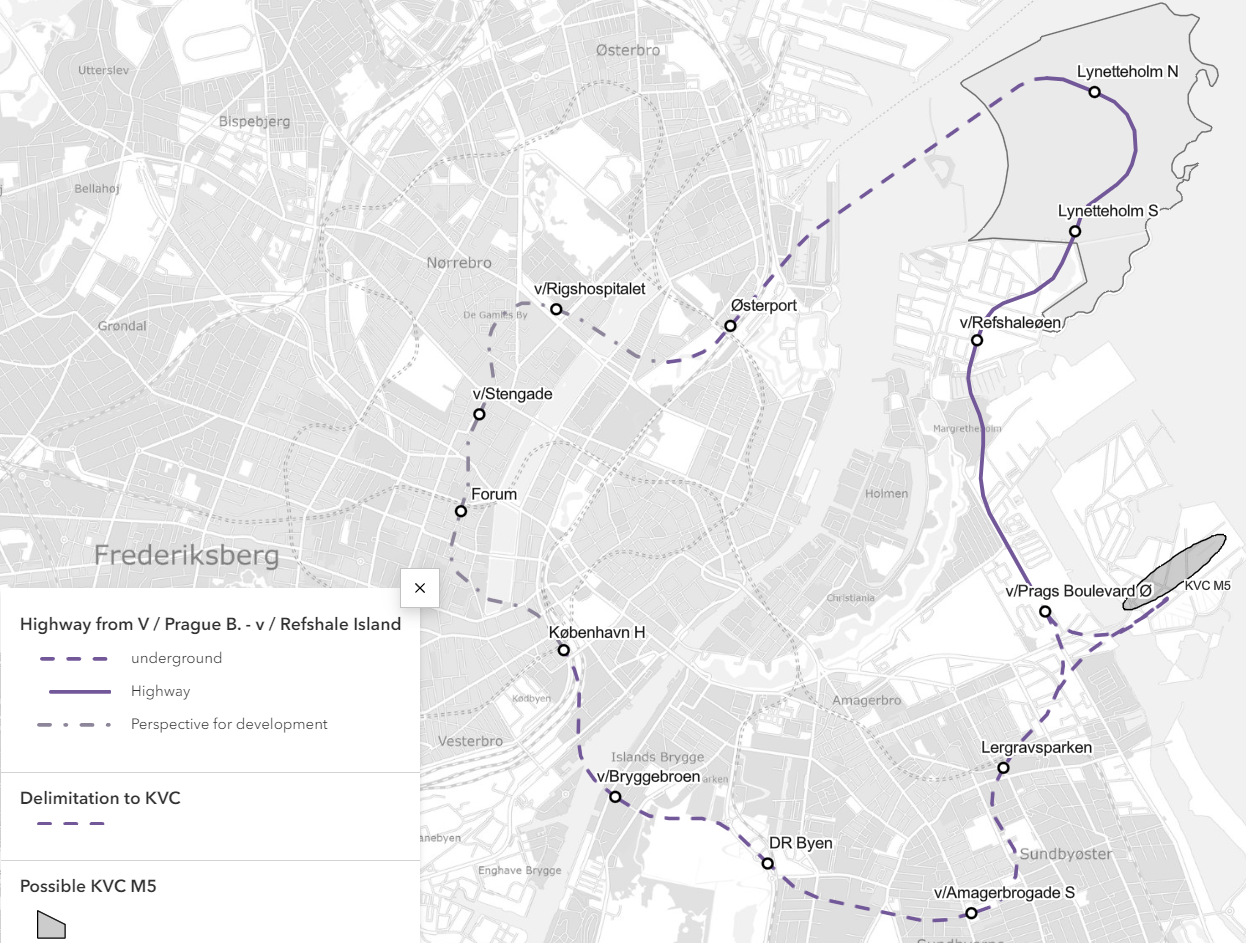 Østerbro
Utterslev
Lynetteholm N
Bispebjerg
Bellahøj
Lynetteholm S
Nørrebro
v/Rigshospitalet
Østerport
De Gamles By
Grøndal
v/Refshaleøen
v/Stengade
Margretheholm
Forum
Holmen
Frederiksberg
KVC M5
v/Prags Boulevard Ø
Christiania
Highway from V / Prague B. - v / Refshale Island
underground
Highway
Perspective for development
København H
Kødbyen
Amagerbro
Vesterbro
Lergravsparken
Islands Brygge
v/Bryggebroen
arken
Delimitation to KVC
anebyen
DR Byen
Sundbyøster
Enghave Brygge
Possible KVC M5
v/Amagerbrogade S